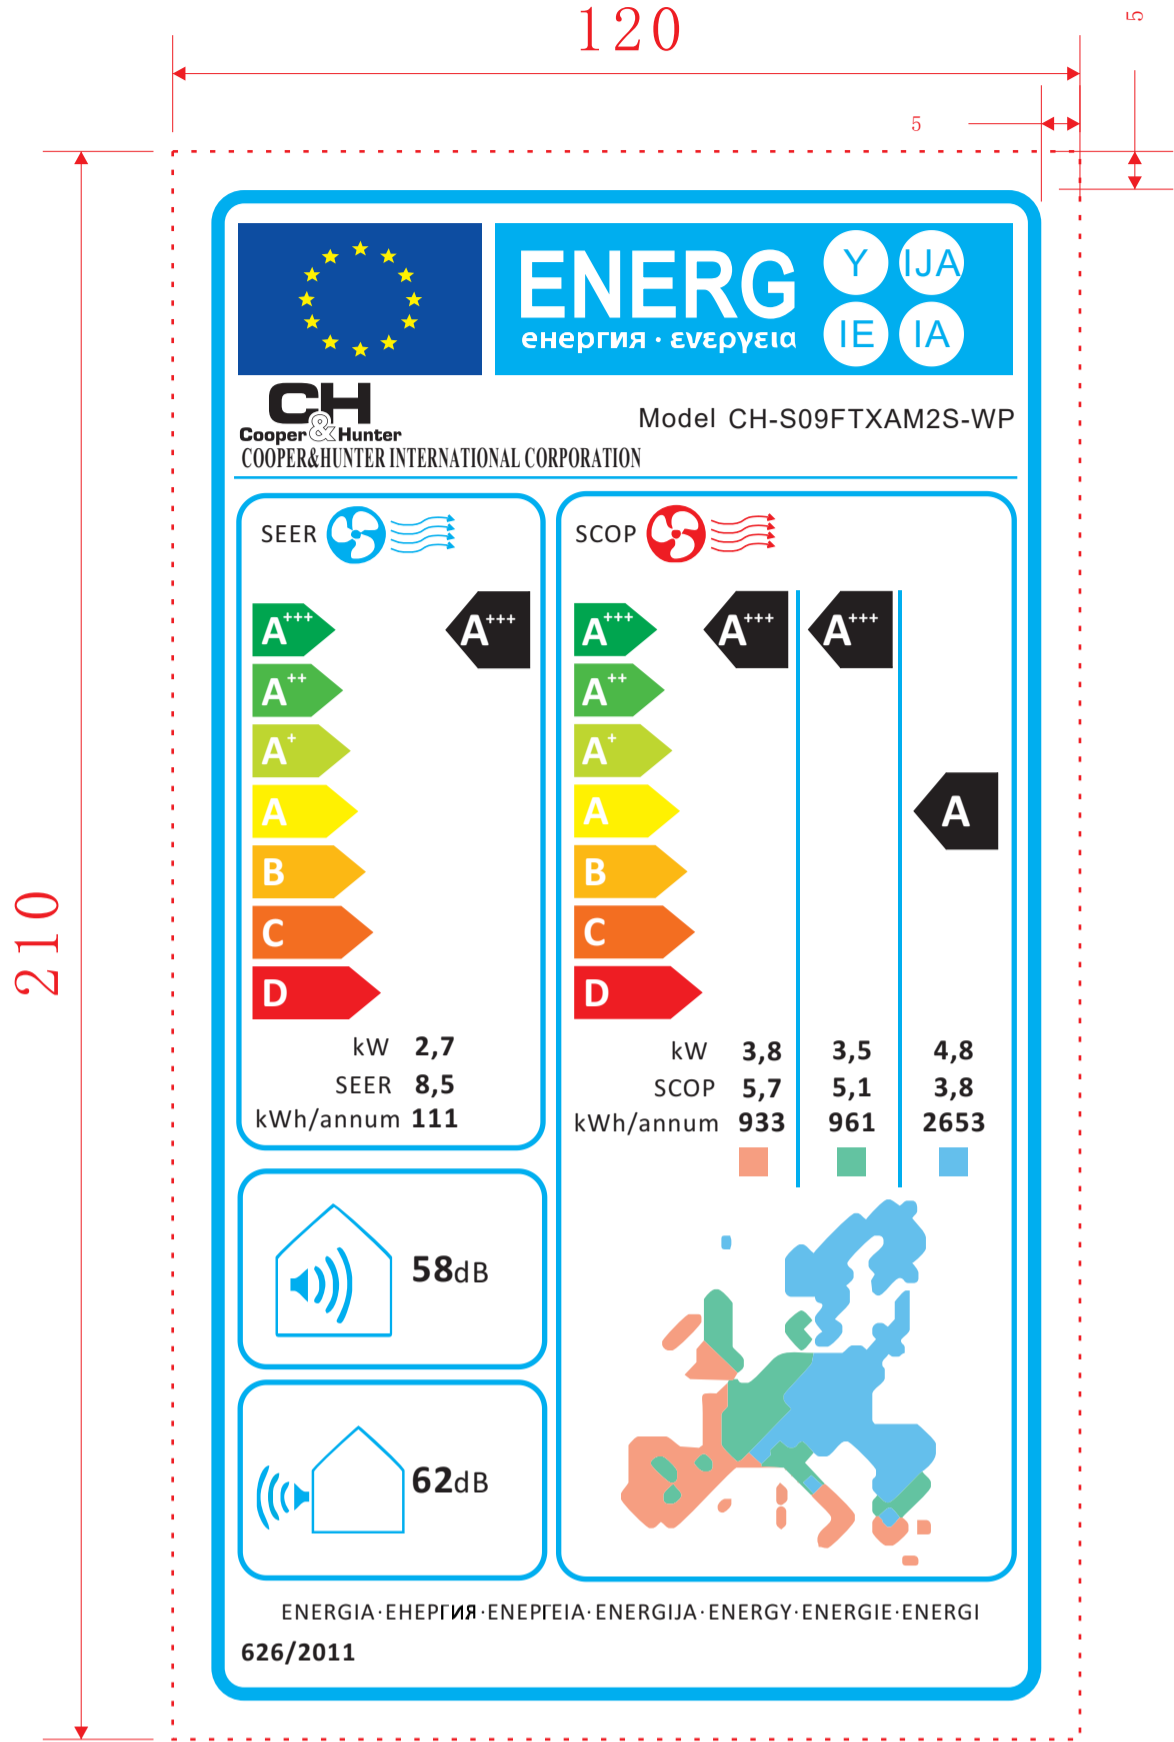 120
5
5
210
ENERG
енергия · ενεργεια
Y
IJA
IE
IA
CH
Cooper&Hunter
Model CH-S09FTXAM2S-WP
COOPER&HUNTER INTERNATIONAL CORPORATION
SEER
A+++
A+++
A++
A+
A
B
C
D
kW 2,7
SEER 8,5
kWh/annum 111
SCOP
A+++
A+++
A+++
A++
A+
A
A
B
C
D
kW 3,8 3,5 4,8
SCOP 5,7 5,1 3,8
kWh/annum 933 961 2653
58dB
62dB
ENERGIA·ЕНЕРГИЯ·ΕΝΕΡΓΕΙΑ·ENERGIJA·ENERGY·ENERGIE·ENERGI
626/2011